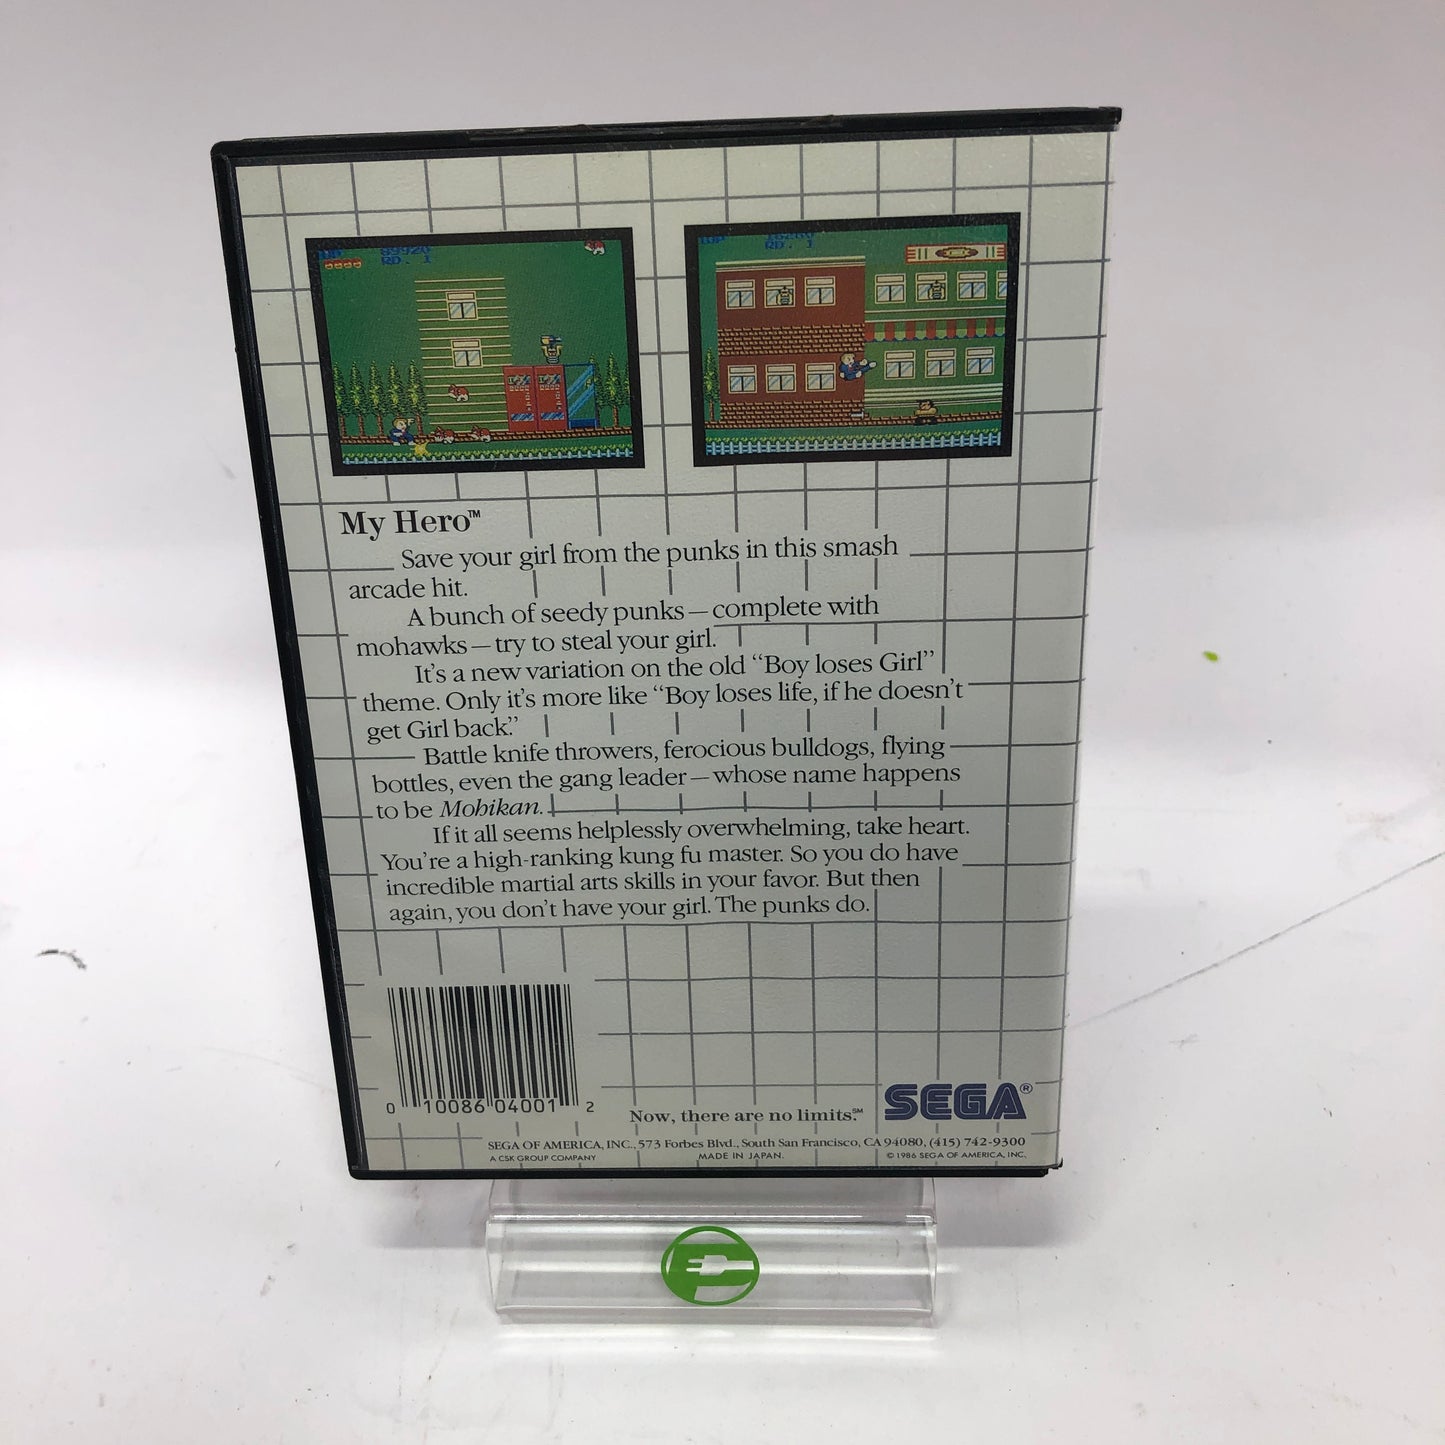 1UP 89920
RD. 1
RD. 1
My Hero™
Save your girl from the punks in this smash
arcade hit.
A bunch of seedy punks—complete with
mohawks—try to steal your girl.
It's a new variation on the old “Boy loses Girl”
theme. Only it's more like “Boy loses life, if he doesn't
get Girl back.”
Battle knife throwers, ferocious bulldogs, flying
bottles, even the gang leader—whose name happens
to be Mohikan.
If it all seems helplessly overwhelming, take heart.
You're a high-ranking kung fu master. So you do have
incredible martial arts skills in your favor. But then
again, you don't have your girl. The punks do.
0 10086 04001 2
Now, there are no limits.℠
SEGA®
SEGA OF AMERICA, INC., 573 Forbes Blvd., South San Francisco, CA 94080, (415) 742-9300
A CSK GROUP COMPANY MADE IN JAPAN. © 1986 SEGA OF AMERICA, INC.